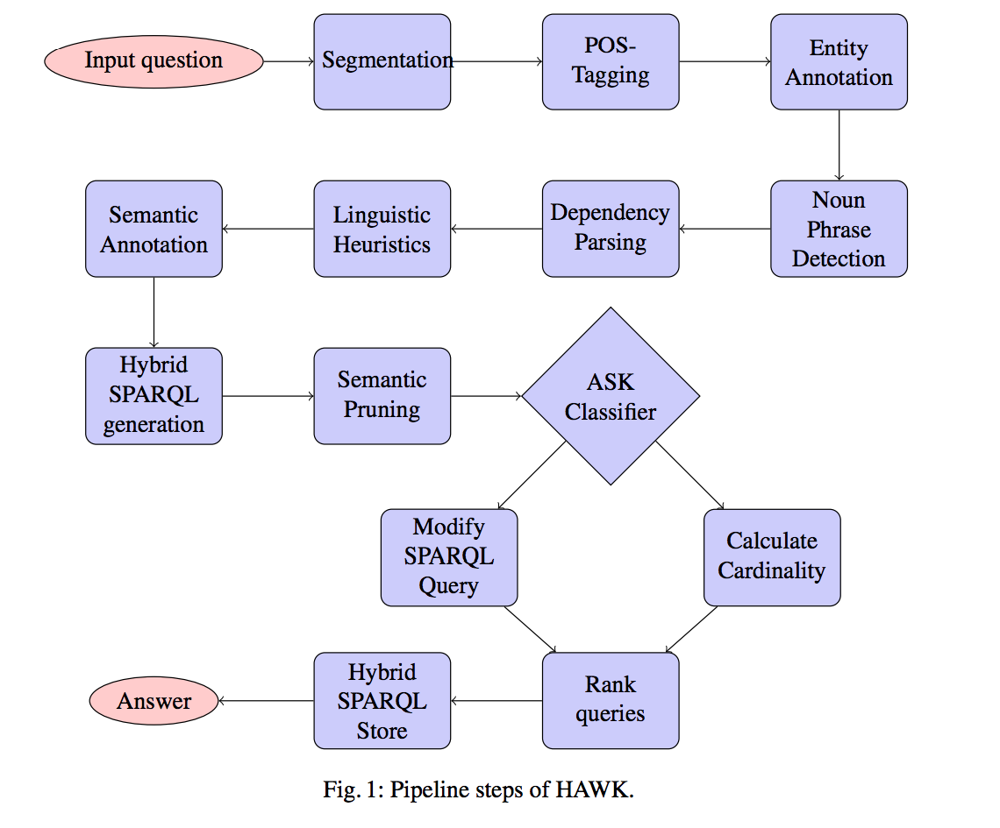 Input question
Segmentation
POS-
Tagging
Entity
Annotation
Noun
Phrase
Detection
Dependency
Parsing
Linguistic
Heuristics
Semantic
Annotation
Hybrid
SPARQL
generation
Semantic
Pruning
ASK
Classifier
Modify
SPARQL
Query
Calculate
Cardinality
Rank
queries
Hybrid
SPARQL
Store
Answer
Fig. 1: Pipeline steps of HAWK.